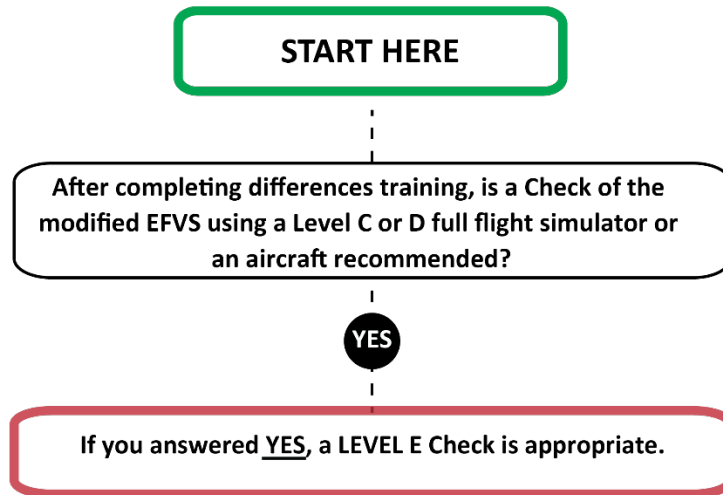 START HERE
After completing differences training, is a Check of the
modified EFVS using a Level C or D full flight simulator or
an aircraft recommended?
YES
If you answered YES, a LEVEL E Check is appropriate.